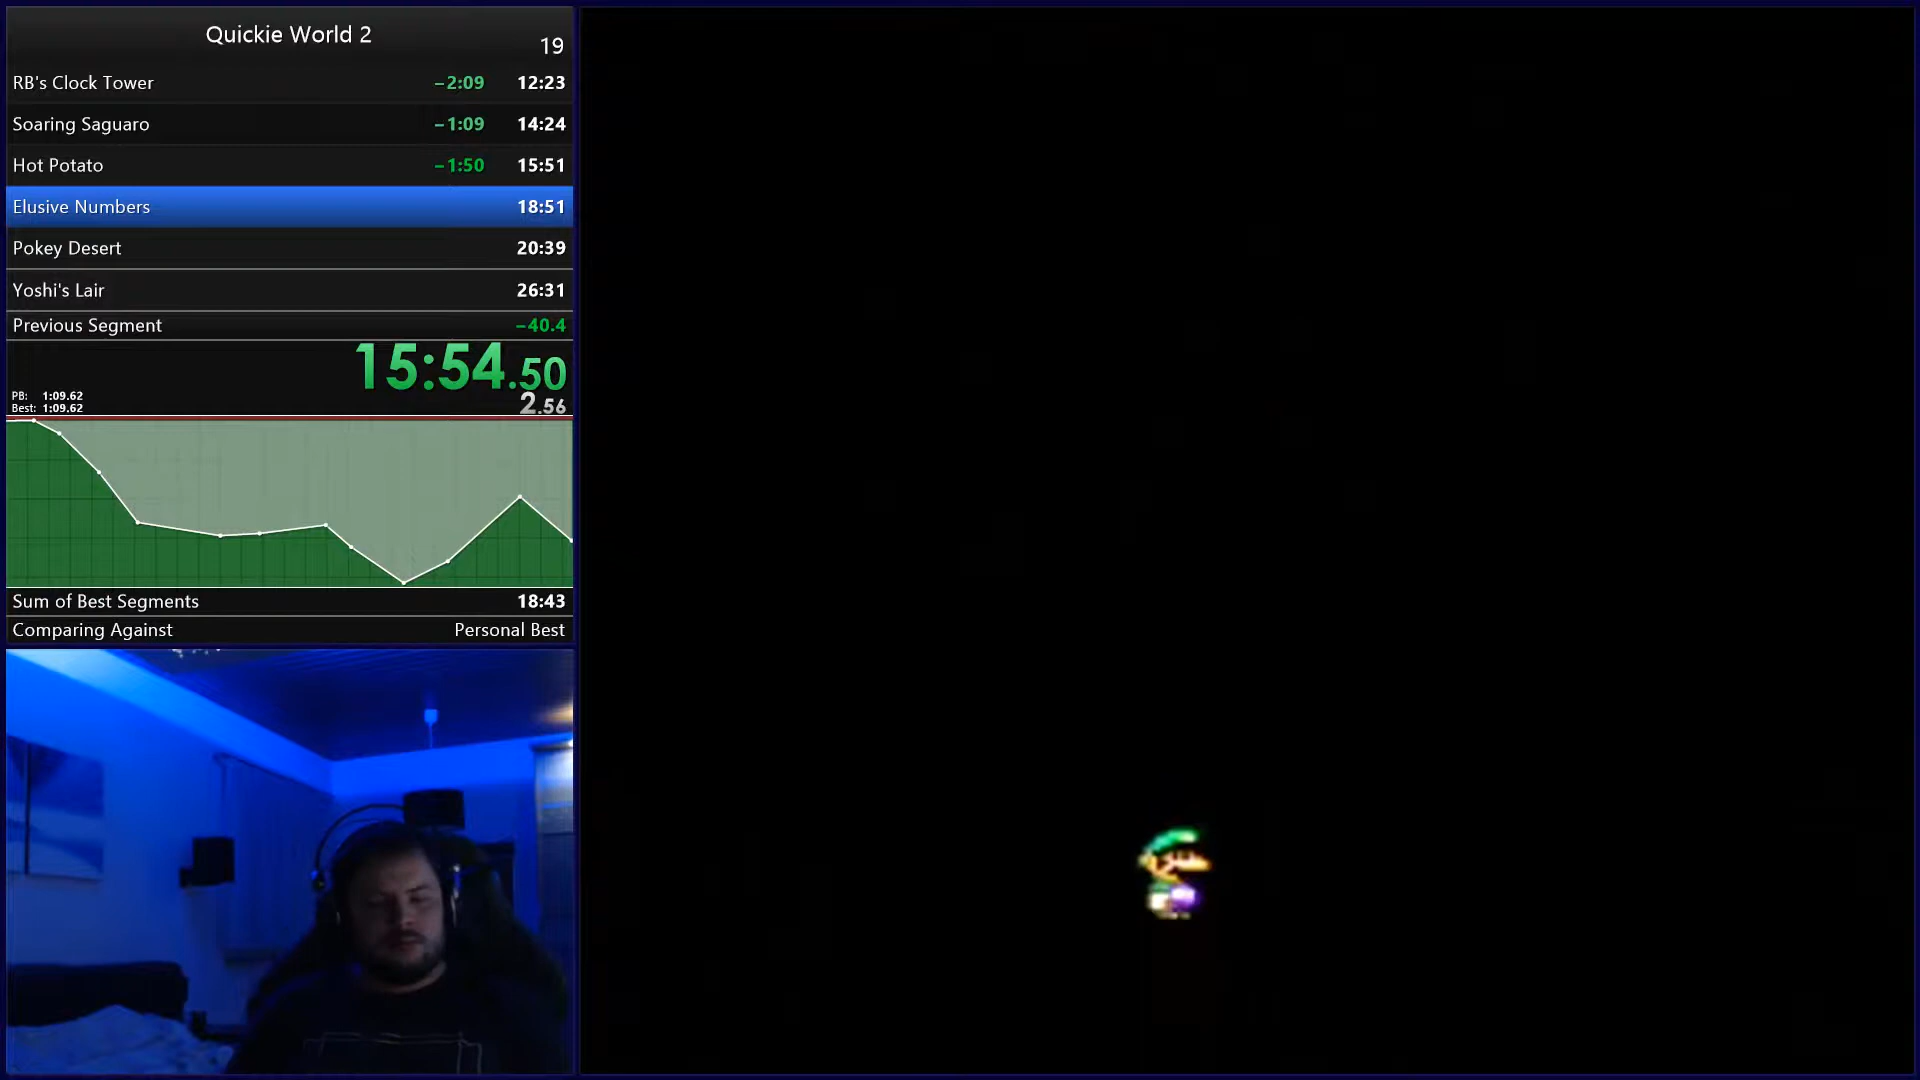 Quickie World 2
19
RB's Clock Tower −2:09 12:23
Soaring Saguaro −1:09 14:24
Hot Potato −1:50 15:51
Elusive Numbers 18:51
Pokey Desert 20:39
Yoshi's Lair 26:31
Previous Segment −40.4
15:54.50
PB: 1:09.62
Best: 1:09.62
2.56
Sum of Best Segments 18:43
Comparing Against Personal Best